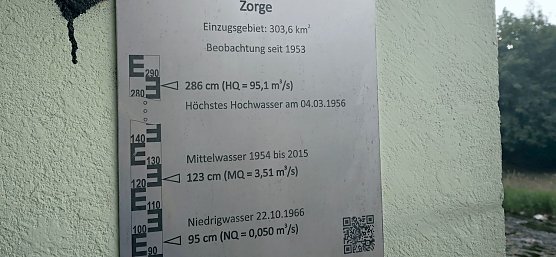 Zorge
Einzugsgebiet: 303,6 km²
Beobachtung seit 1953
290
280
286 cm (HQ = 95,1 m³/s)
Höchstes Hochwasser am 04.03.1956
140
130
Mittelwasser 1954 bis 2015
123 cm (MQ = 3,51 m³/s)
120
110
Niedrigwasser 22.10.1966
100
95 cm (NQ = 0,050 m³/s)
90